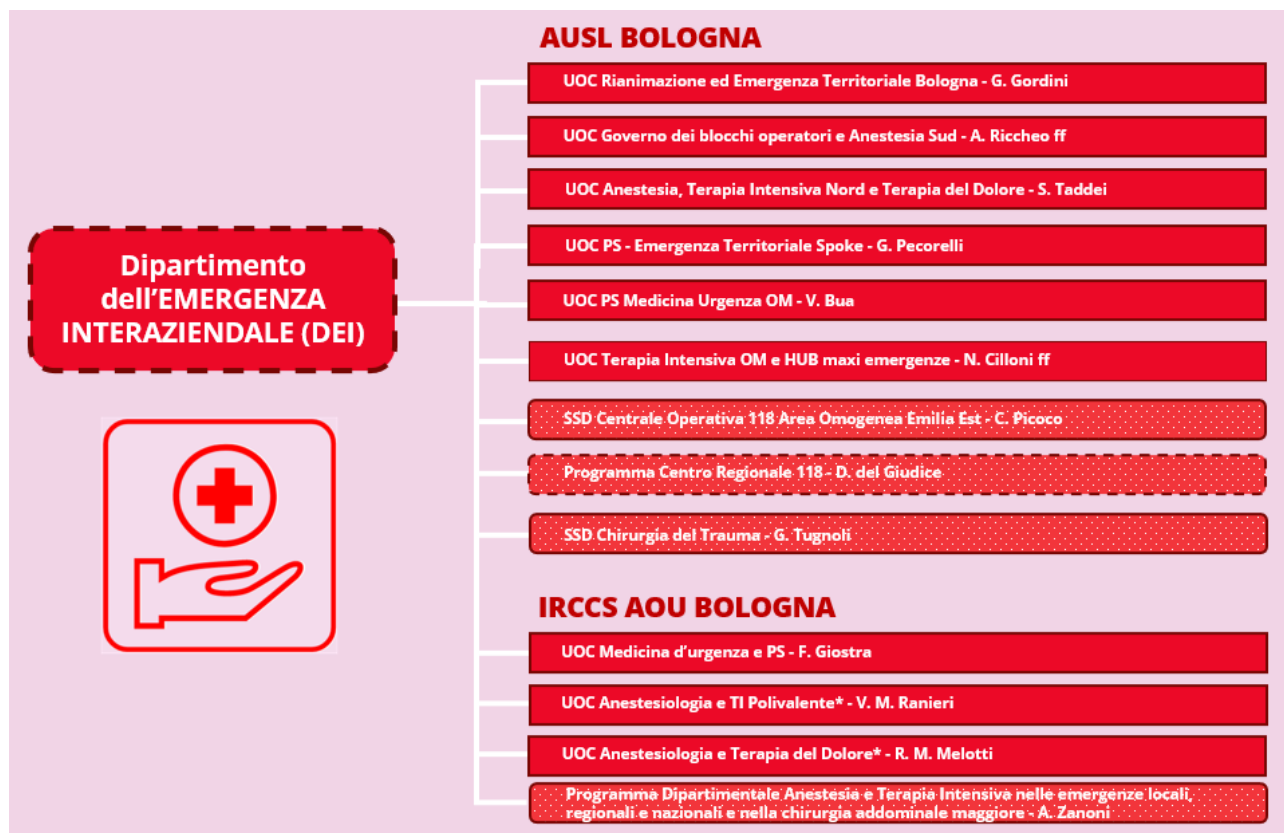 AUSL BOLOGNA
UOC Rianimazione ed Emergenza Territoriale Bologna - G. Gordini
UOC Governo dei blocchi operatori e Anestesia Sud - A. Riccheo ff
UOC Anestesia, Terapia Intensiva Nord e Terapia del Dolore - S. Taddei
UOC PS - Emergenza Territoriale Spoke - G. Pecorelli
UOC PS Medicina Urgenza OM - V. Bua
UOC Terapia Intensiva OM e HUB maxi emergenze - N. Cilloni ff
SSD Centrale Operativa 118 Area Omogenea Emilia Est - C. Picoco
Programma Centro Regionale 118 - D. del Giudice
SSD Chirurgia del Trauma - G. Tugnoli
Dipartimento
dell’EMERGENZA
INTERAZIENDALE (DEI)
IRCCS AOU BOLOGNA
UOC Medicina d’urgenza e PS - F. Giostra
UOC Anestesiologia e TI Polivalente* - V. M. Ranieri
UOC Anestesiologia e Terapia del Dolore* - R. M. Melotti
Programma Dipartimentale Anestesia e Terapia Intensiva nelle emergenze locali,
regionali e nazionali e nella chirurgia addominale maggiore - A. Zanoni